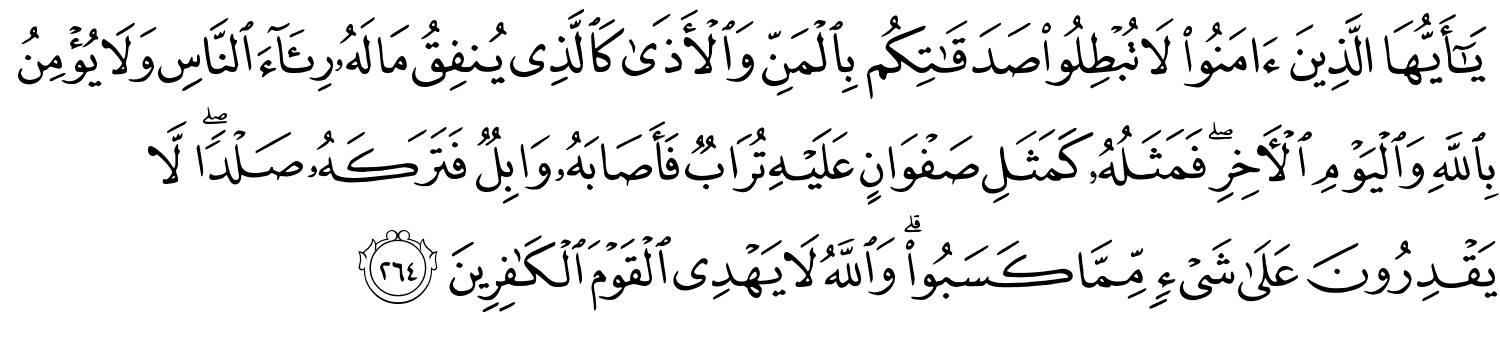 يَـٰٓأَيُّهَا ٱلَّذِينَ ءَامَنُوا۟ لَا تُبْطِلُوا۟ صَدَقَـٰتِكُم بِٱلْمَنِّ وَٱلْأَذَىٰ كَٱلَّذِى يُنفِقُ مَالَهُۥ رِئَآءَ ٱلنَّاسِ وَلَا يُؤْمِنُ
بِٱللَّهِ وَٱلْيَوْمِ ٱلْـَٔاخِرِ ۖ فَمَثَلُهُۥ كَمَثَلِ صَفْوَانٍ عَلَيْهِ تُرَابٌ فَأَصَابَهُۥ وَابِلٌ فَتَرَكَهُۥ صَلْدًا ۖ لَّا
يَقْدِرُونَ عَلَىٰ شَىْءٍ مِّمَّا كَسَبُوا۟ ۗ وَٱللَّهُ لَا يَهْدِى ٱلْقَوْمَ ٱلْكَـٰفِرِينَ ٢٦٤